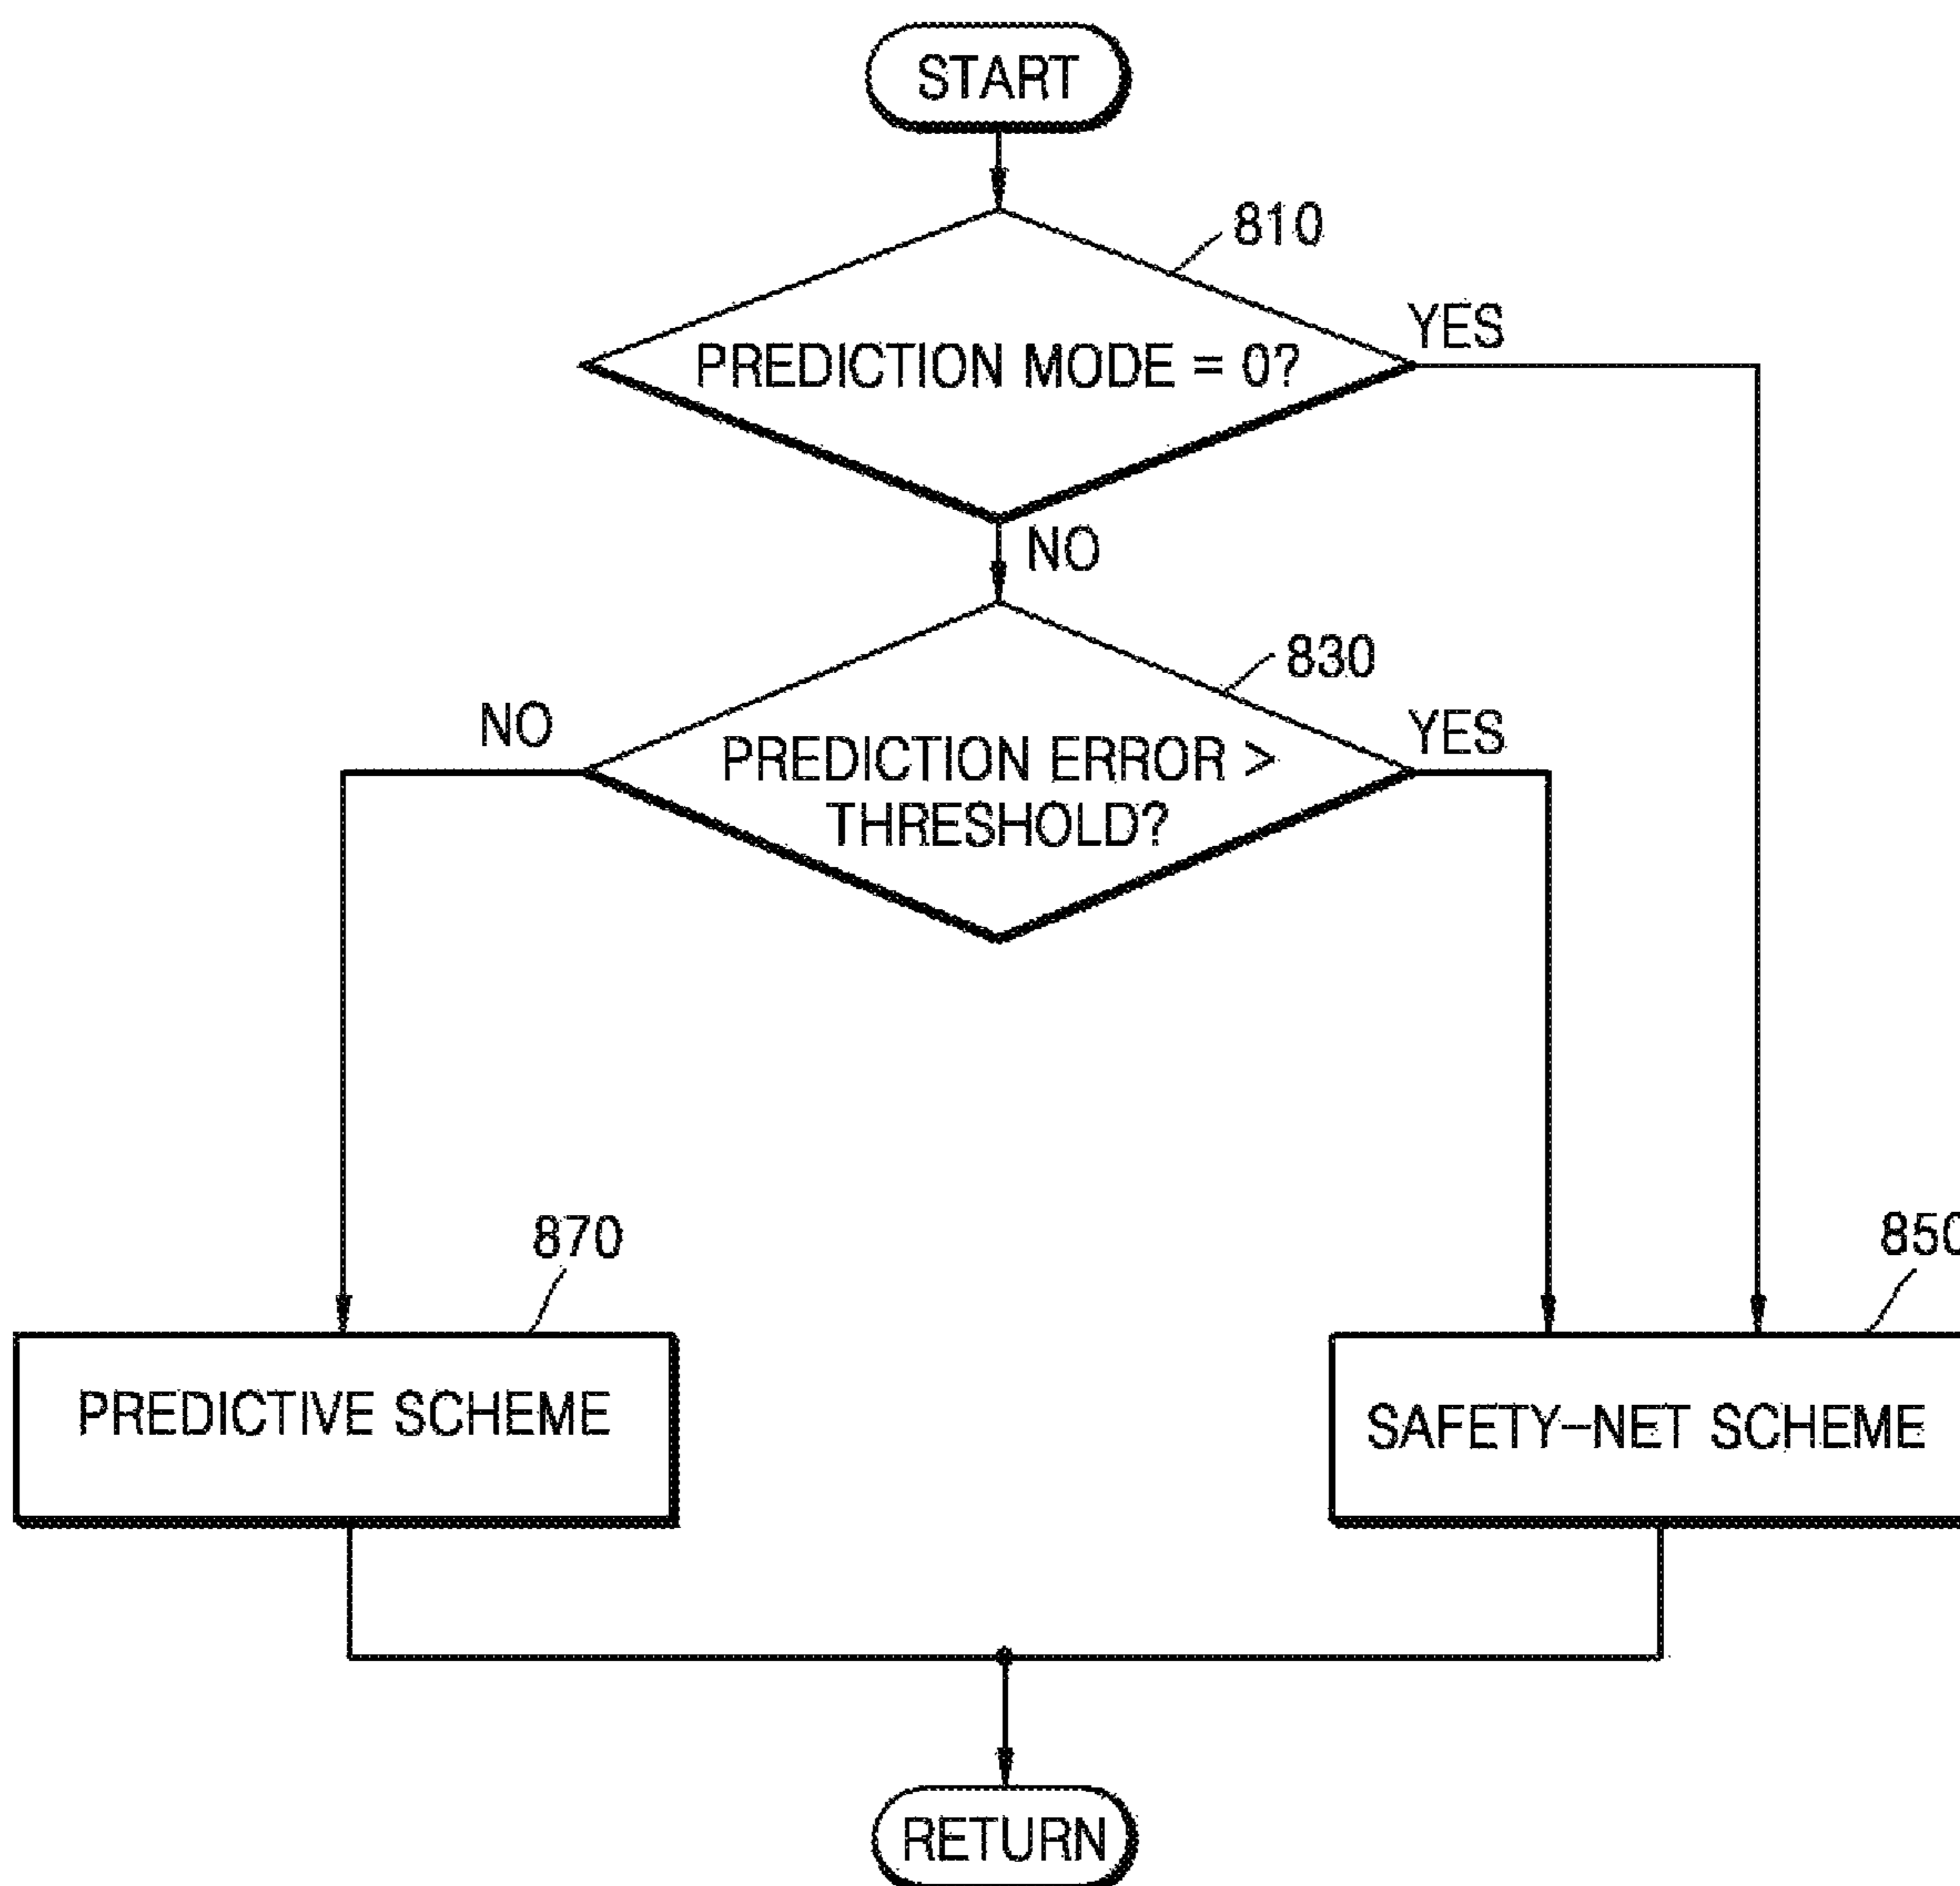 START
810
PREDICTION MODE = 0?
YES
NO
830
NO
YES
PREDICTION ERROR >
THRESHOLD?
870
850
PREDICTIVE SCHEME
SAFETY-NET SCHEME
RETURN